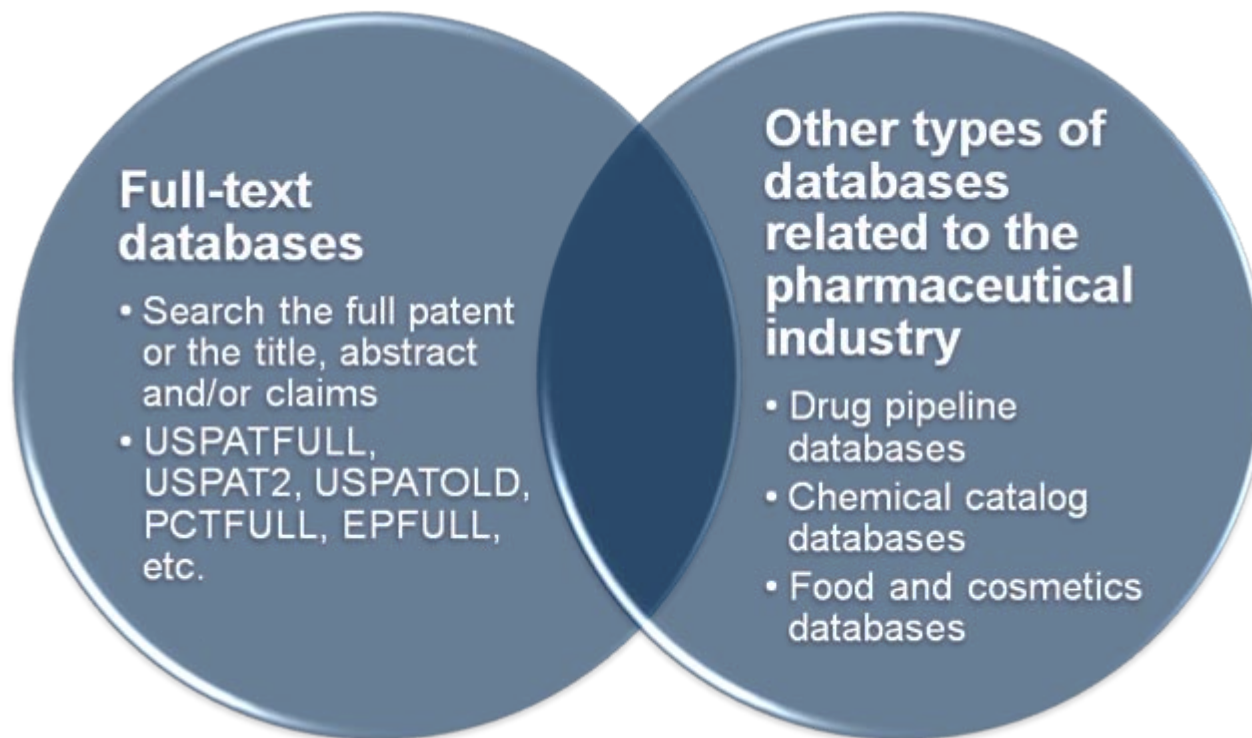 Full-text
databases
• Search the full patent
or the title, abstract
and/or claims
• USPATFULL,
USPAT2, USPATOLD,
PCTFULL, EPFULL,
etc.
Other types of
databases
related to the
pharmaceutical
industry
• Drug pipeline
databases
• Chemical catalog
databases
• Food and cosmetics
databases